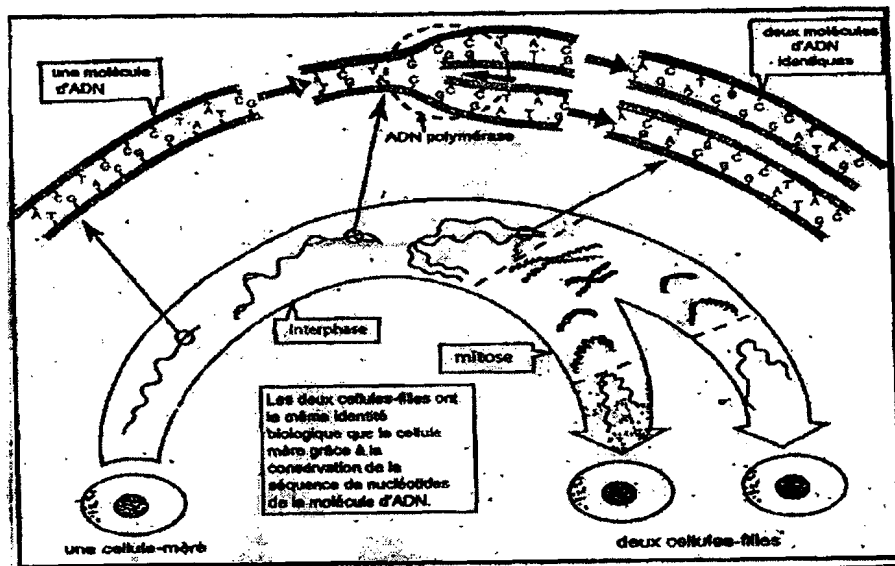 une molécule
d'ADN
deux molécules
d'ADN
identiques
ADN polymérase
Interphase
mitose
Les deux cellules-filles ont
la même identité
biologique que la cellule
mère grâce à la
conservation de la
séquence de nucléotides
de la molécule d'ADN.
une cellule-mère
deux cellules-filles